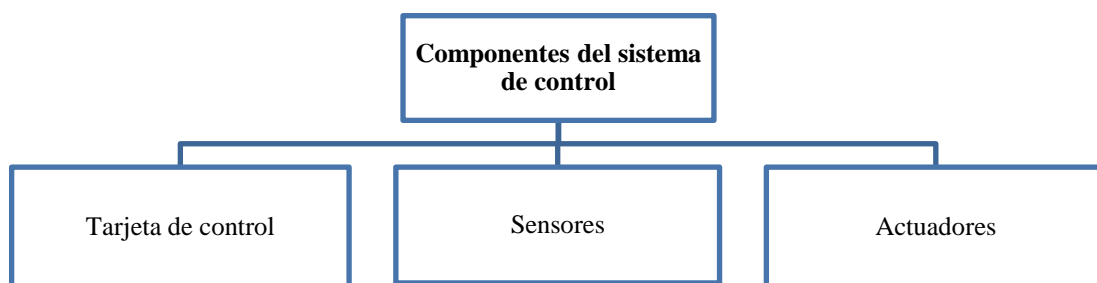 Componentes del sistema
de control
Tarjeta de control
Sensores
Actuadores